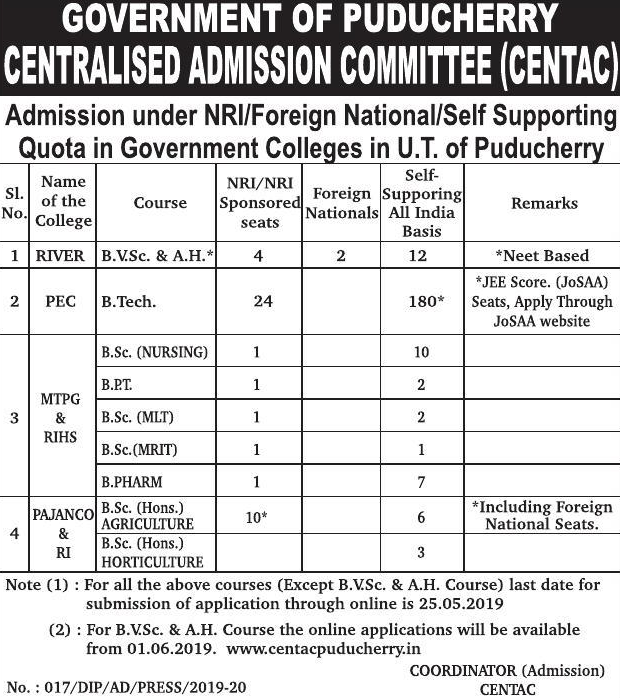 GOVERNMENT OF PUDUCHERRY
CENTRALISED ADMISSION COMMITTEE (CENTAC)
Admission under NRI/Foreign National/Self Supporting
Quota in Government Colleges in U.T. of Puducherry
Sl. No. Name of the College Course NRI/NRI Sponsored seats Foreign Nationals Self-Supporing All India Basis Remarks
1 RIVER B.V.Sc. & A.H.* 4 2 12 *Neet Based
2 PEC B.Tech. 24 180* *JEE Score. (JoSAA) Seats, Apply Through JoSAA website
3 MTPG & RIHS B.Sc. (NURSING) 1 10
B.P.T. 1 2
B.Sc. (MLT) 1 2
B.Sc.(MRIT) 1 1
B.PHARM 1 7
4 PAJANCO & RI B.Sc. (Hons.) AGRICULTURE 10* 6 *Including Foreign National Seats.
B.Sc. (Hons.) HORTICULTURE 3
Note (1) : For all the above courses (Except B.V.Sc. & A.H. Course) last date for
submission of application through online is 25.05.2019
(2) : For B.V.Sc. & A.H. Course the online applications will be available
from 01.06.2019. www.centacpuducherry.in
COORDINATOR (Admission)
No. : 017/DIP/AD/PRESS/2019-20 CENTAC